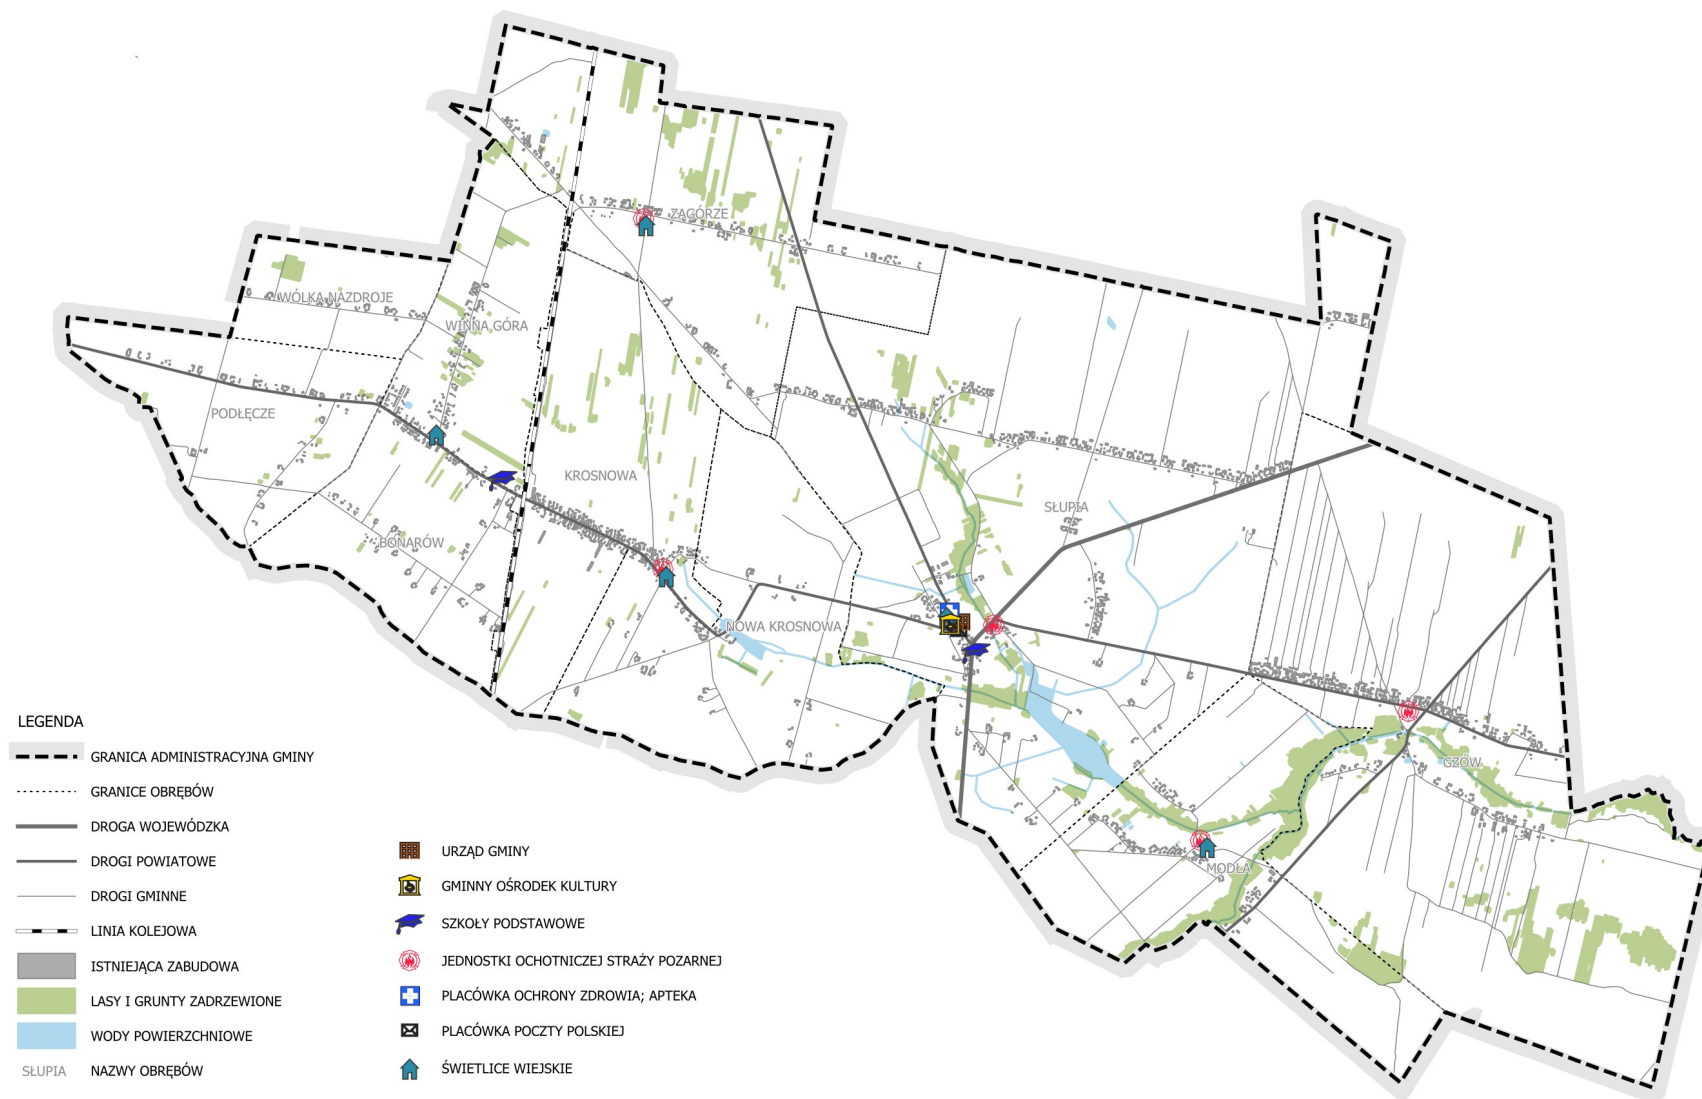 ZAGÓRZE
WÓLKA NAZDROJE
WINNA GÓRA
PODŁĘCZE
KROSNOWA
SŁUPIA
BONARÓW
NOWA KROSNOWA
GZÓW
MODŁA
LEGENDA
GRANICA ADMINISTRACYJNA GMINY
GRANICE OBRĘBÓW
DROGA WOJEWÓDZKA
DROGI POWIATOWE
DROGI GMINNE
LINIA KOLEJOWA
ISTNIEJĄCA ZABUDOWA
LASY I GRUNTY ZADRZEWIONE
WODY POWIERZCHNIOWE
SŁUPIA NAZWY OBRĘBÓW
URZĄD GMINY
GMINNY OŚRODEK KULTURY
SZKOŁY PODSTAWOWE
JEDNOSTKI OCHOTNICZEJ STRAŻY POZARNEJ
PLACÓWKA OCHRONY ZDROWIA; APTEKA
PLACÓWKA POCZTY POLSKIEJ
ŚWIETLICE WIEJSKIE